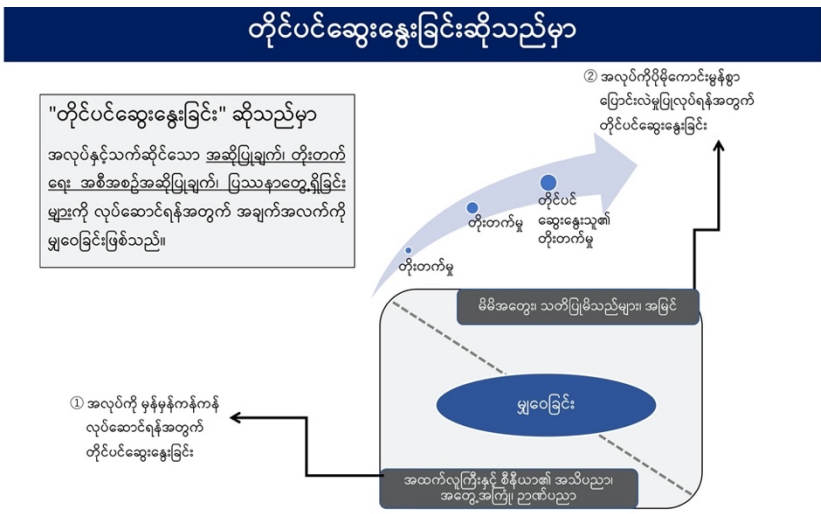 တိုင်ပင်ဆွေးနွေးခြင်းဆိုသည်မှာ
"တိုင်ပင်ဆွေးနွေးခြင်း" ဆိုသည်မှာ
အလုပ်နှင့်သက်ဆိုင်သော အဆိုပြုချက်၊ တိုးတက်
ရေး အစီအစဉ်အဆိုပြုချက်၊ ပြဿနာတွေ့ရှိခြင်း
များကို လုပ်ဆောင်ရန်အတွက် အချက်အလက်ကို
မျှဝေခြင်းဖြစ်သည်။
② အလုပ်ကိုပိုမိုကောင်းမွန်စွာ
ပြောင်းလဲမှုပြုလုပ်ရန်အတွက်
တိုင်ပင်ဆွေးနွေးခြင်း
တိုးတက်မှု
တိုးတက်မှု
တိုင်ပင်
ဆွေးနွေးသူ၏
တိုးတက်မှု
မိမိအတွေး၊ သတိပြုမိသည်များ၊ အမြင်
မျှဝေခြင်း
① အလုပ်ကို မှန်မှန်ကန်ကန်
လုပ်ဆောင်ရန်အတွက်
တိုင်ပင်ဆွေးနွေးခြင်း
အထက်လူကြီးနှင့် စီနီယာ၏ အသိပညာ၊
အတွေ့အကြုံ၊ ဉာဏ်ပညာ